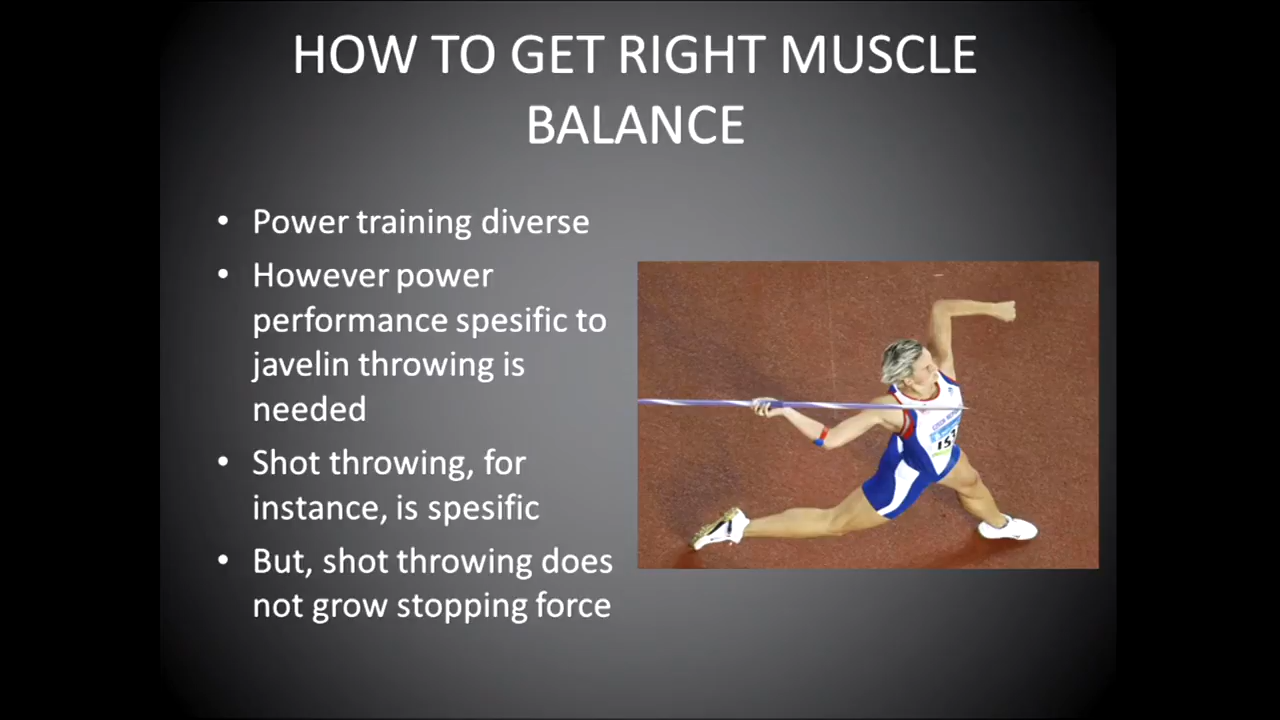 HOW TO GET RIGHT MUSCLE
BALANCE
• Power training diverse
• However power
performance spesific to
javelin throwing is
needed
• Shot throwing, for
instance, is spesific
• But, shot throwing does
not grow stopping force